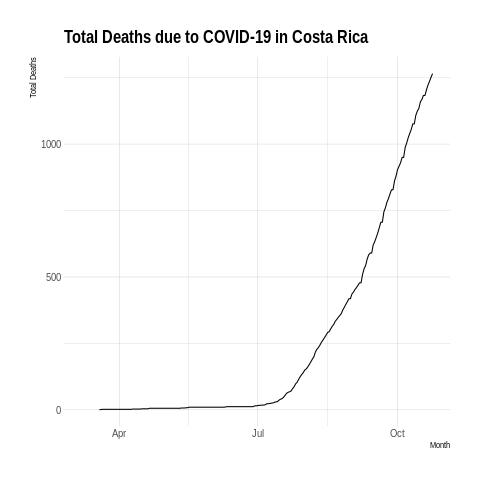 Total Deaths due to COVID-19 in Costa Rica
Total Deaths
1000
500
0
Apr Jul Oct
Month